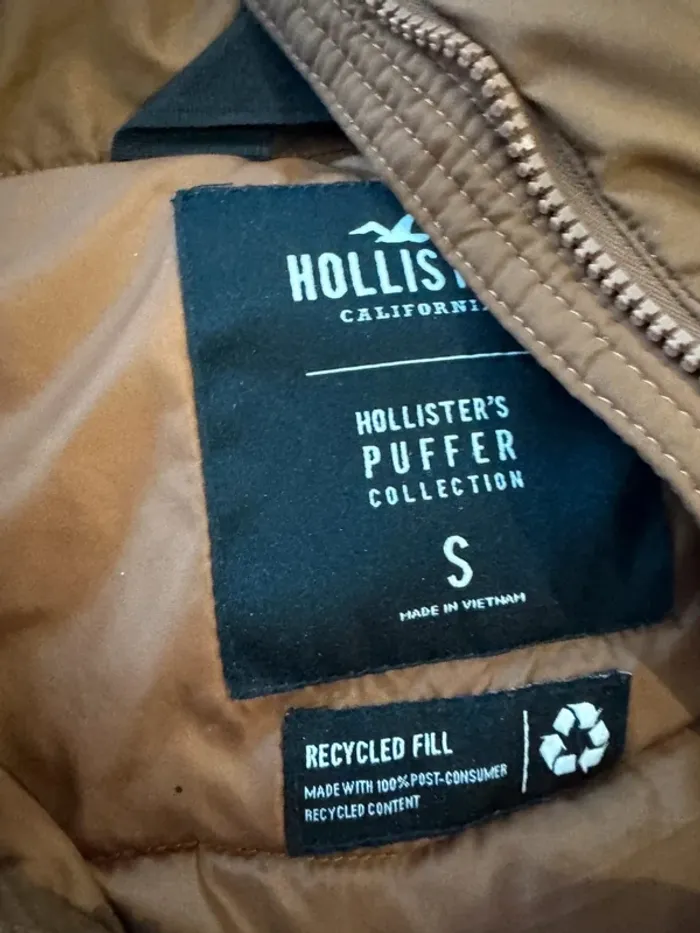 HOLLIST
CALIFORNI
HOLLISTER'S
PUFFER
COLLECTION
S
MADE IN VIETNAM
RECYCLED FILL
MADE WITH 100% POST-CONSUMER
RECYCLED CONTENT